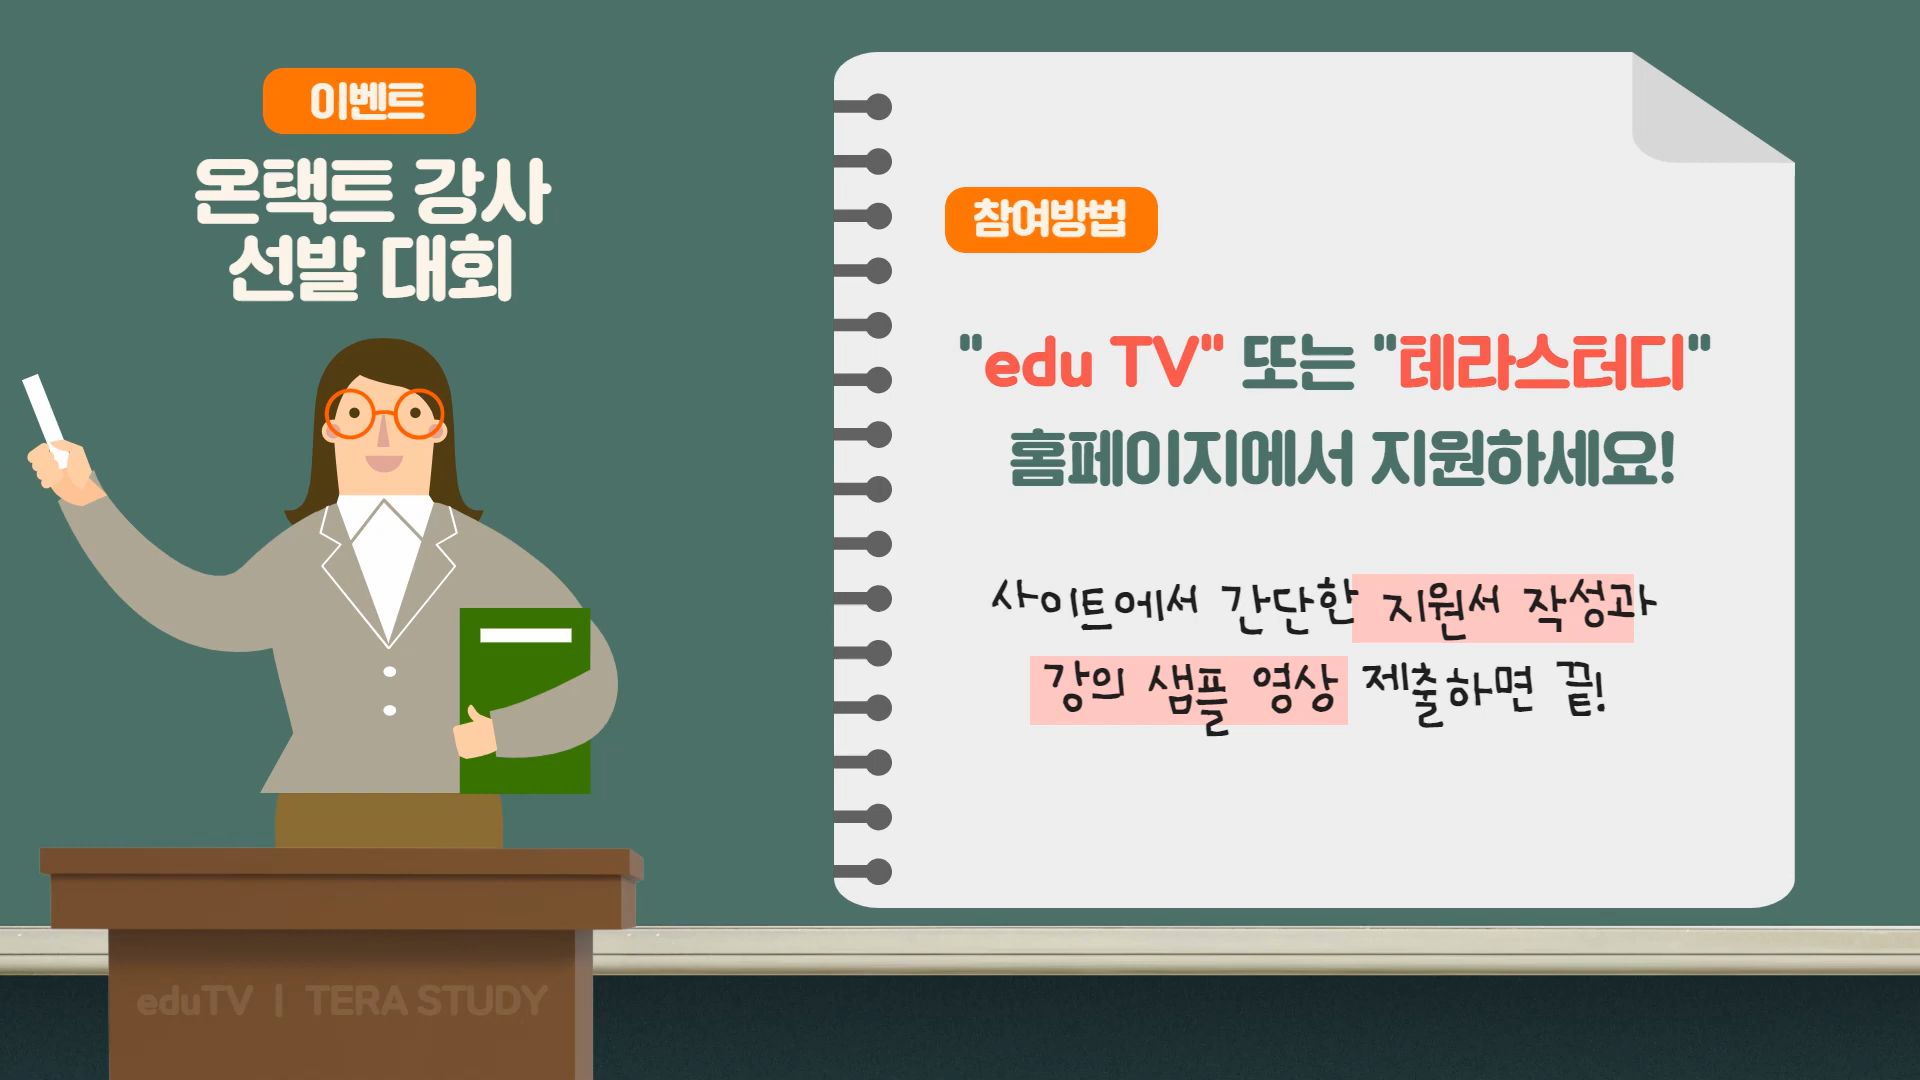 이벤트
온택트 강사
선발 대회
참여방법
"edu TV" 또는 "테라스터디"
홈페이지에서 지원하세요!
사이트에서 간단한 지원서 작성과
강의 샘플 영상 제출하면 끝!
eduTV | TERA STUDY